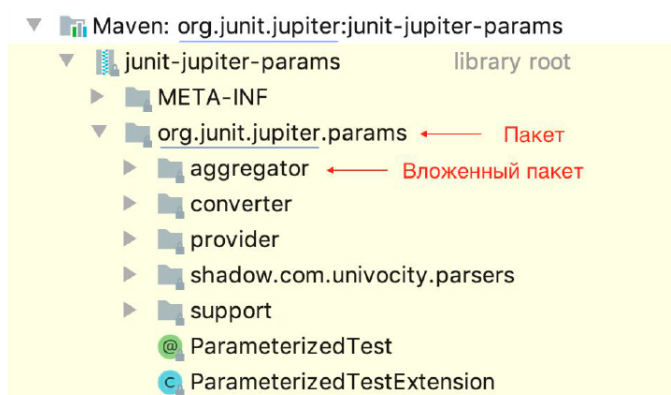 Maven: org.junit.jupiter:junit-jupiter-params
junit-jupiter-params library root
META-INF
org.junit.jupiter.params Пакет
aggregator Вложенный пакет
converter
provider
shadow.com.univocity.parsers
support
@ ParameterizedTest
C ParameterizedTestExtension